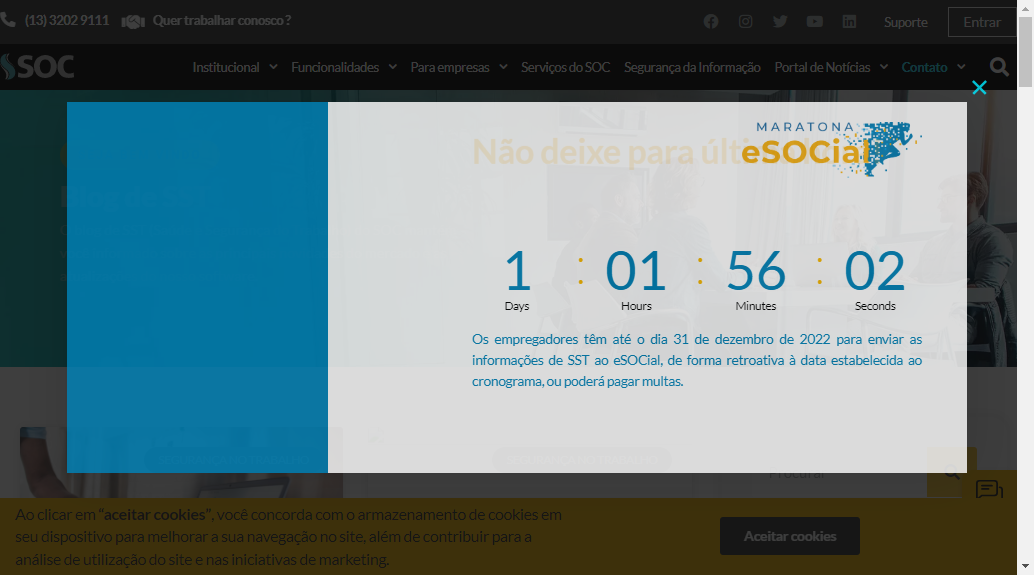 (13) 3202 9111 Quer trabalhar conosco?
Suporte Entrar
SOC
Institucional Funcionalidades Para empresas Serviços do SOC Segurança da Informação Portal de Notícias Contato
MARATONA
eSOCial
Não deixe para últi
1 : 01 : 56 : 02
Days Hours Minutes Seconds
Os empregadores têm até o dia 31 de dezembro de 2022 para enviar as
informações de SST ao eSOCial, de forma retroativa à data estabelecida ao
cronograma, ou poderá pagar multas.
Procurar
Ao clicar em "aceitar cookies", você concorda com o armazenamento de cookies em
seu dispositivo para melhorar a sua navegação no site, além de contribuir para a
análise de utilização do site e nas iniciativas de marketing.
Aceitar cookies